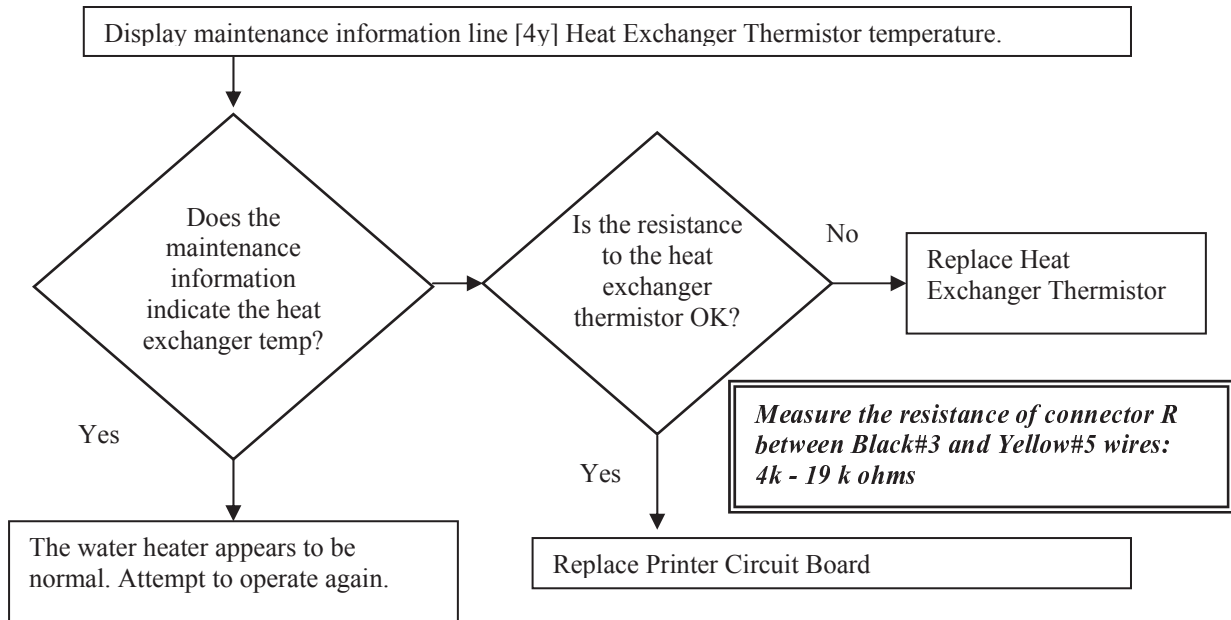 Display maintenance information line [4y] Heat Exchanger Thermistor temperature.
Does the
maintenance
information
indicate the heat
exchanger temp?
Is the resistance
to the heat
exchanger
thermistor OK?
No
Replace Heat
Exchanger Thermistor
Measure the resistance of connector R
between Black#3 and Yellow#5 wires:
4k - 19 k ohms
Yes
Yes
The water heater appears to be
normal. Attempt to operate again.
Replace Printer Circuit Board